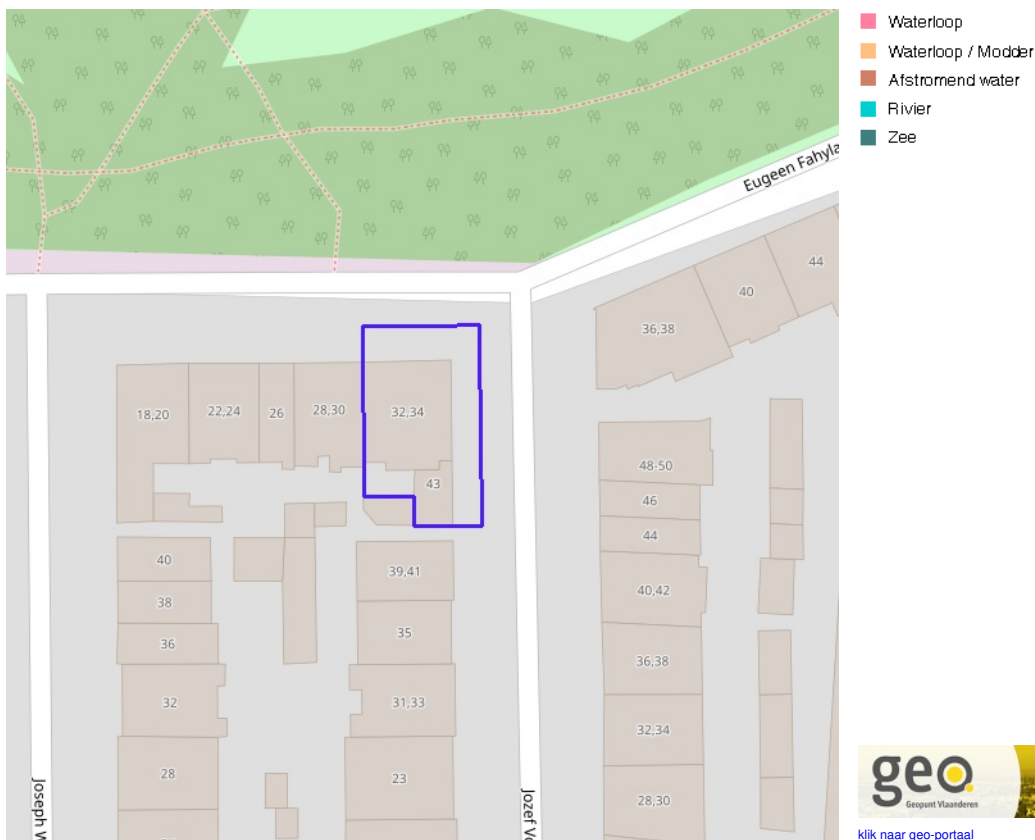 Waterloop
Waterloop / Modder
Afstromend water
Rivier
Zee
Eugeen Fahyla
44
40
36,38
18,20
22,24
26
28,30
32,34
43
48-50
46
44
40,42
36,38
32,34
28,30
40
38
36
32
28
39,41
35
31,33
23
Joseph W
Jozef Ve
geo
Geopunt Vlaanderen
klik naar geo-portaal